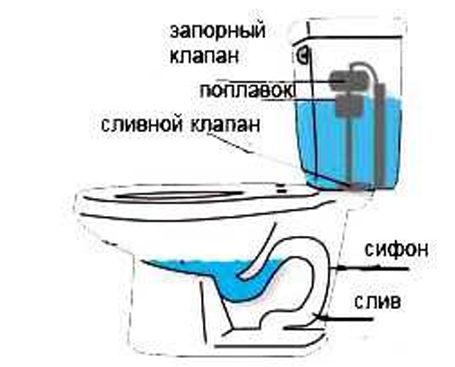 запорный
клапан
поплавок
сливной клапан
сифон
слив